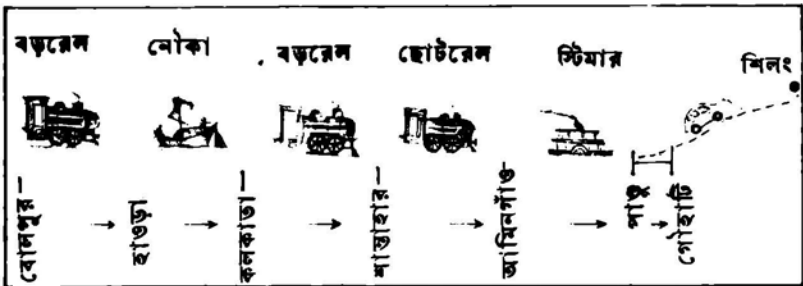 বড়রেল নৌকা বড়রেল ছোটরেল স্টিমার শিলং
বোলপুর
হাওড়া
কলকাতা
শান্তাহার
আমিনগাঁও
পাণ্ডু
গৌহাটি